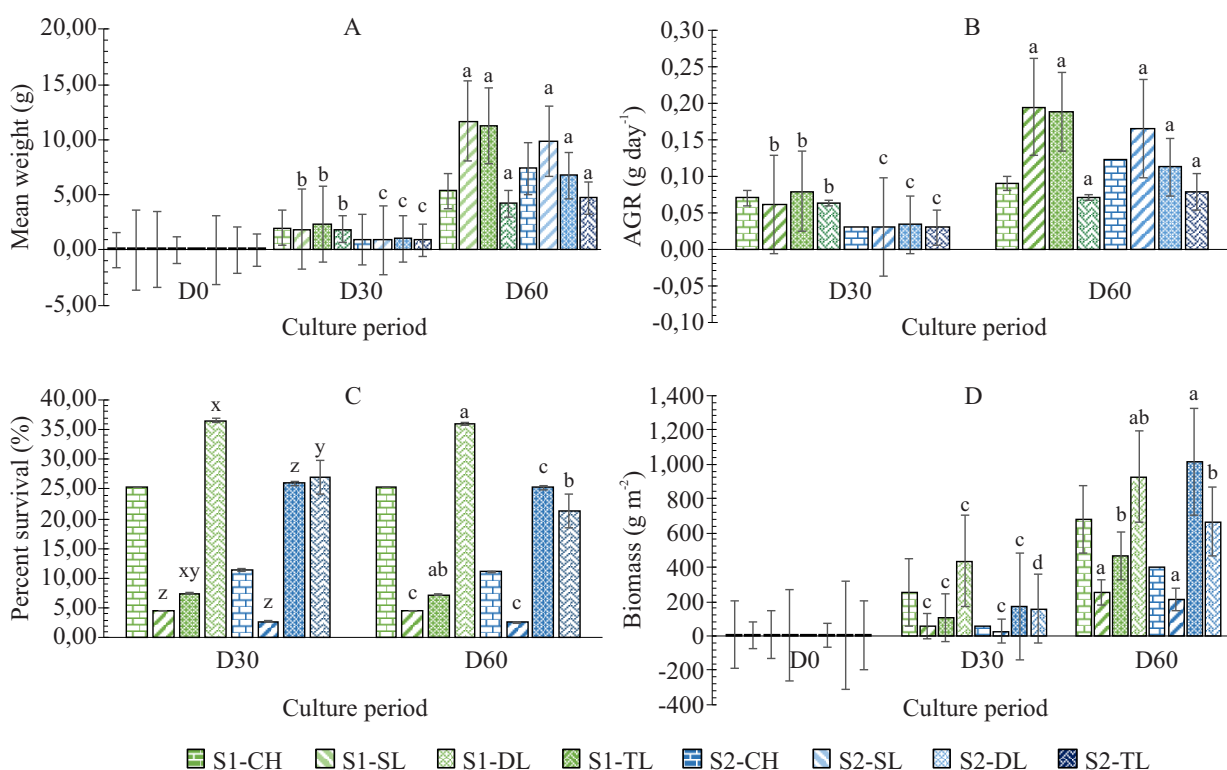 A
20,00
15,00
10,00
5,00
0,00
-5,00
Mean weight (g)
b b b c c c
a a a a a a
D0 D30 D60
Culture period
B
0,30
0,25
0,20
0,15
0,10
0,05
0,00
-0,05
-0,10
AGR (g day⁻¹)
b b b c c c
a a a a a a
D30 D60
Culture period
C
40,00
35,00
30,00
25,00
20,00
15,00
10,00
5,00
0,00
Percent survival (%)
z xy x z z y
c ab a c c b
D30 D60
Culture period
D
1,400
1,200
1,000
800
600
400
200
0
-200
-400
Biomass (g m⁻²)
c c c c c d
a b ab a a b
D0 D30 D60
Culture period
S1-CH S1-SL S1-DL S1-TL S2-CH S2-SL S2-DL S2-TL